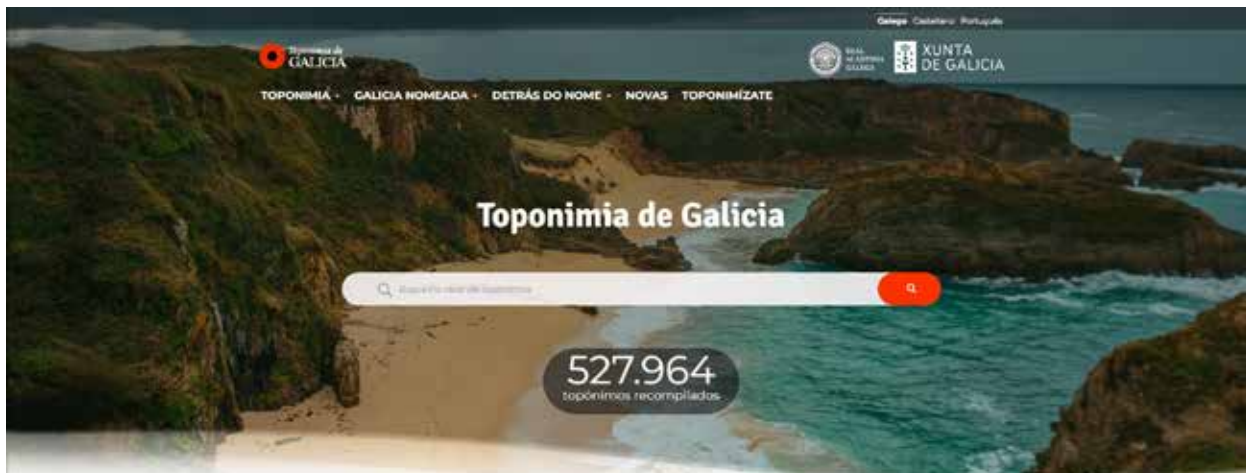 Galego Castellano Português
Toponimia de
GALICIA
REAL
ACADEMIA
GALEGA
XUNTA
DE GALICIA
TOPONIMIA
GALICIA NOMEADA
DETRÁS DO NOME
NOVAS
TOPONIMÍZATE
Toponimia de Galicia
527.964
topónimos recompilados